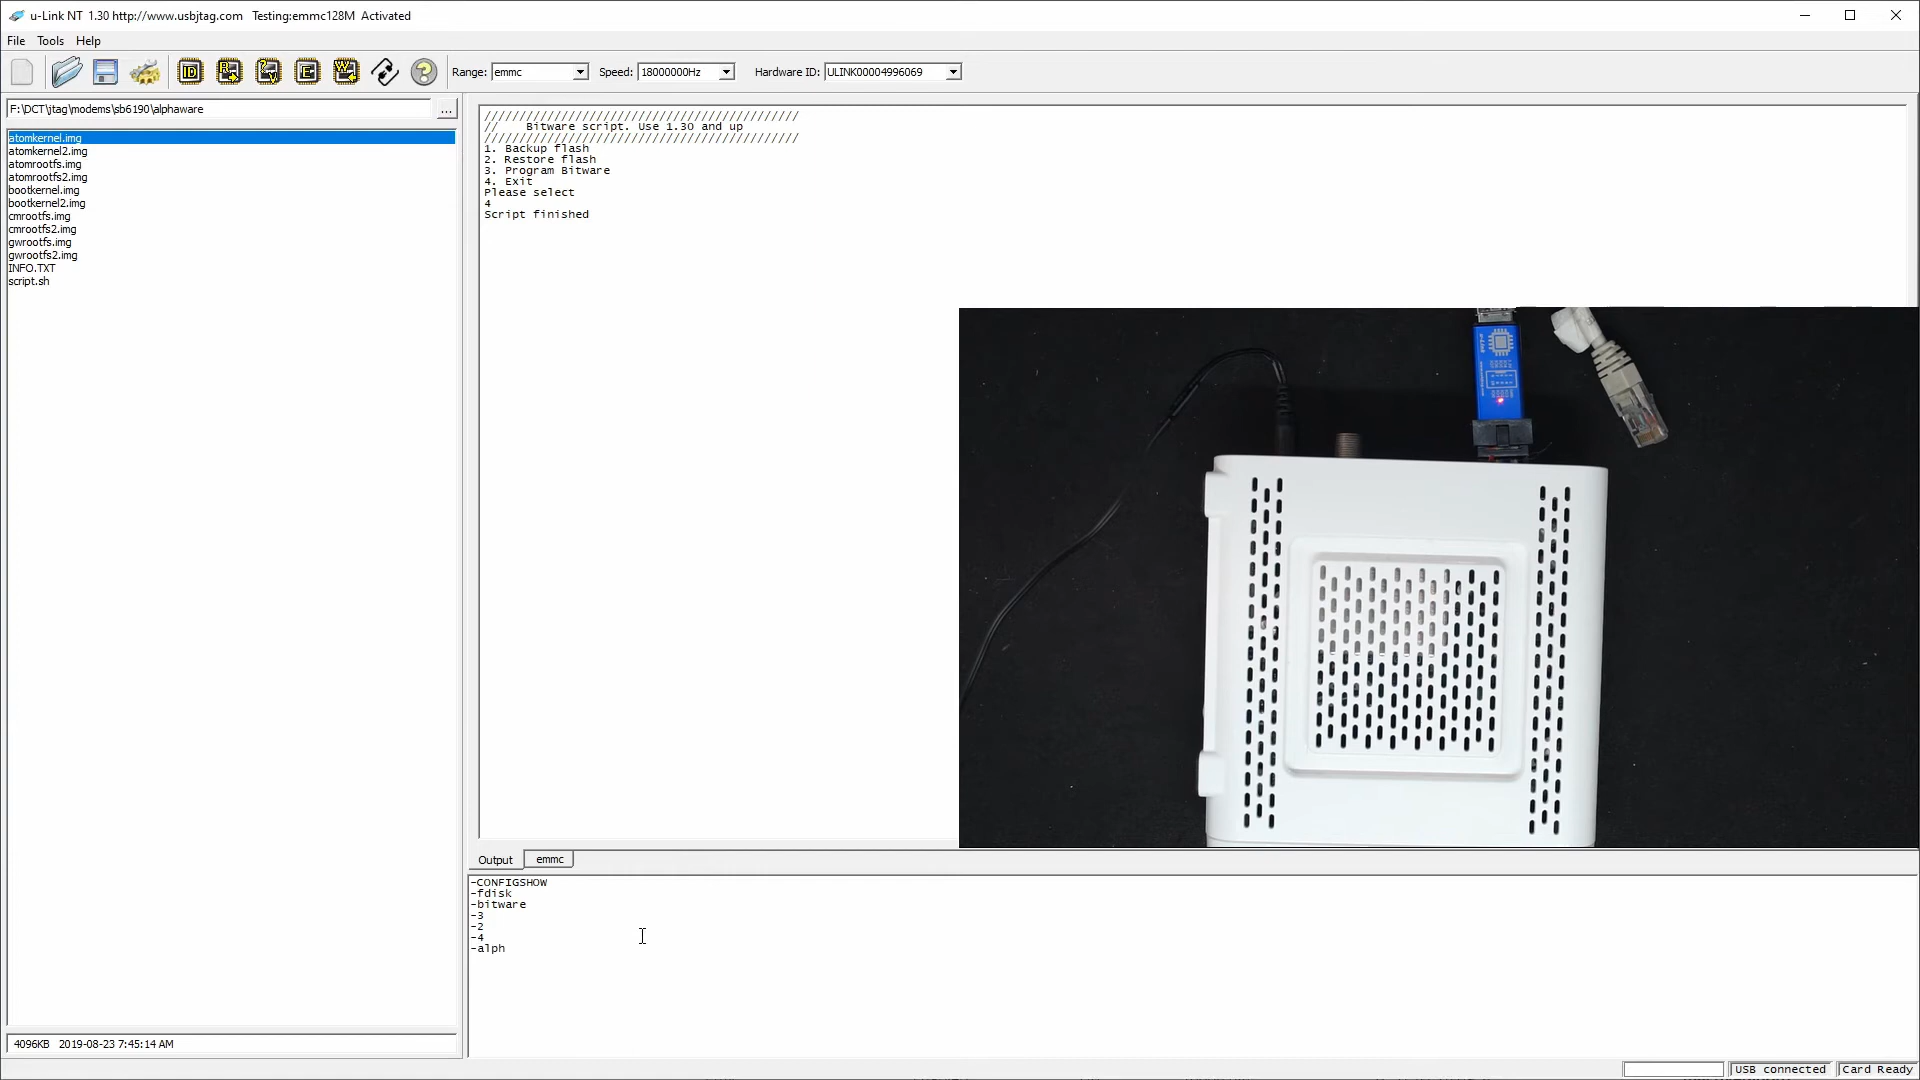 u-Link NT 1.30 http://www.usbjtag.com Testing:emmc128M Activated
File Tools Help
ID R V E W
Range: emmc Speed: 18000000Hz Hardware ID: ULINK00004996069
F:\DCT\jtag\modems\sb6190\alphaware ...
atomkernel.img
atomkernel2.img
atomrootfs.img
atomrootfs2.img
bootkernel.img
bootkernel2.img
cmrootfs.img
cmrootfs2.img
gwrootfs.img
gwrootfs2.img
INFO.TXT
script.sh
4096KB 2019-08-23 7:45:14 AM
/////////////////////////////////////////////
// Bitware script. Use 1.30 and up
/////////////////////////////////////////////
1. Backup flash
2. Restore flash
3. Program Bitware
4. Exit
Please select
4
Script finished
u-Link
Output emmc
-CONFIGSHOW
-fdisk
-bitware
-3
-2
-4
-alph
USB connected Card Ready